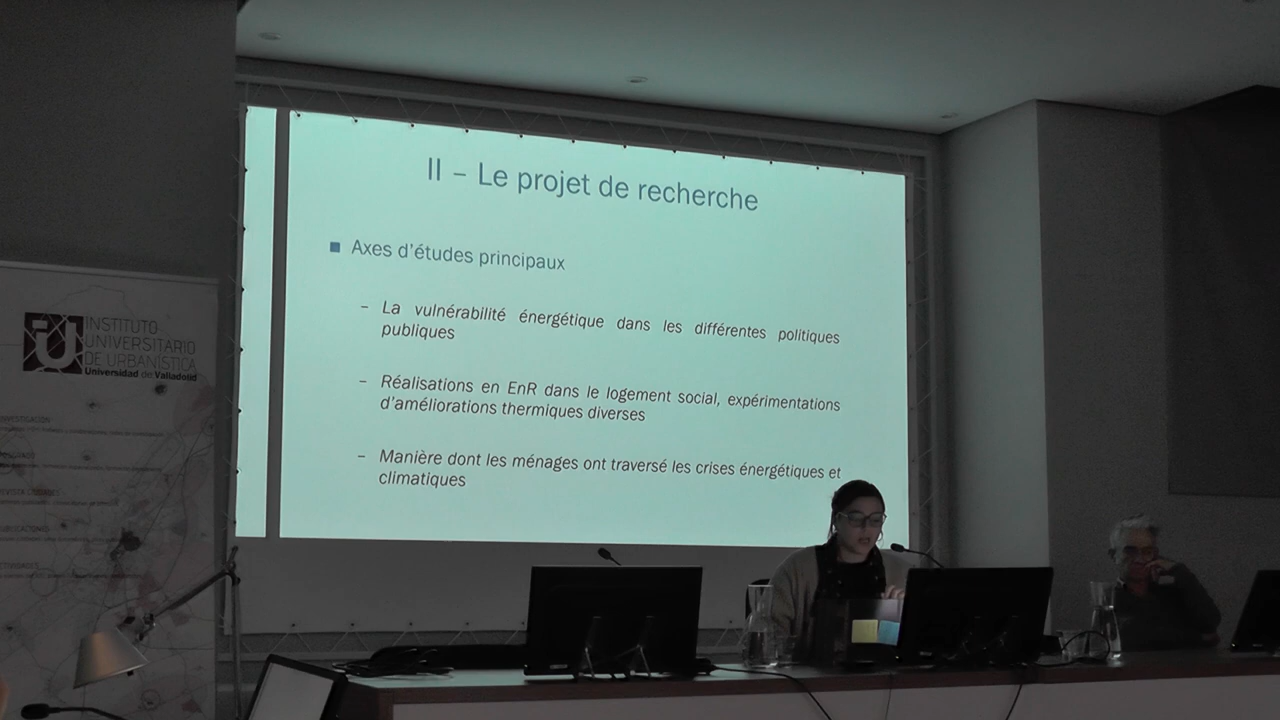 II – Le projet de recherche
■ Axes d'études principaux
– La vulnérabilité énergétique dans les différentes politiques
publiques
– Réalisations en EnR dans le logement social, expérimentations
d'améliorations thermiques diverses
– Manière dont les ménages ont traversé les crises énergétiques et
climatiques
iU
INSTITUTO
UNIVERSITARIO
DE URBANÍSTICA
Universidad de Valladolid